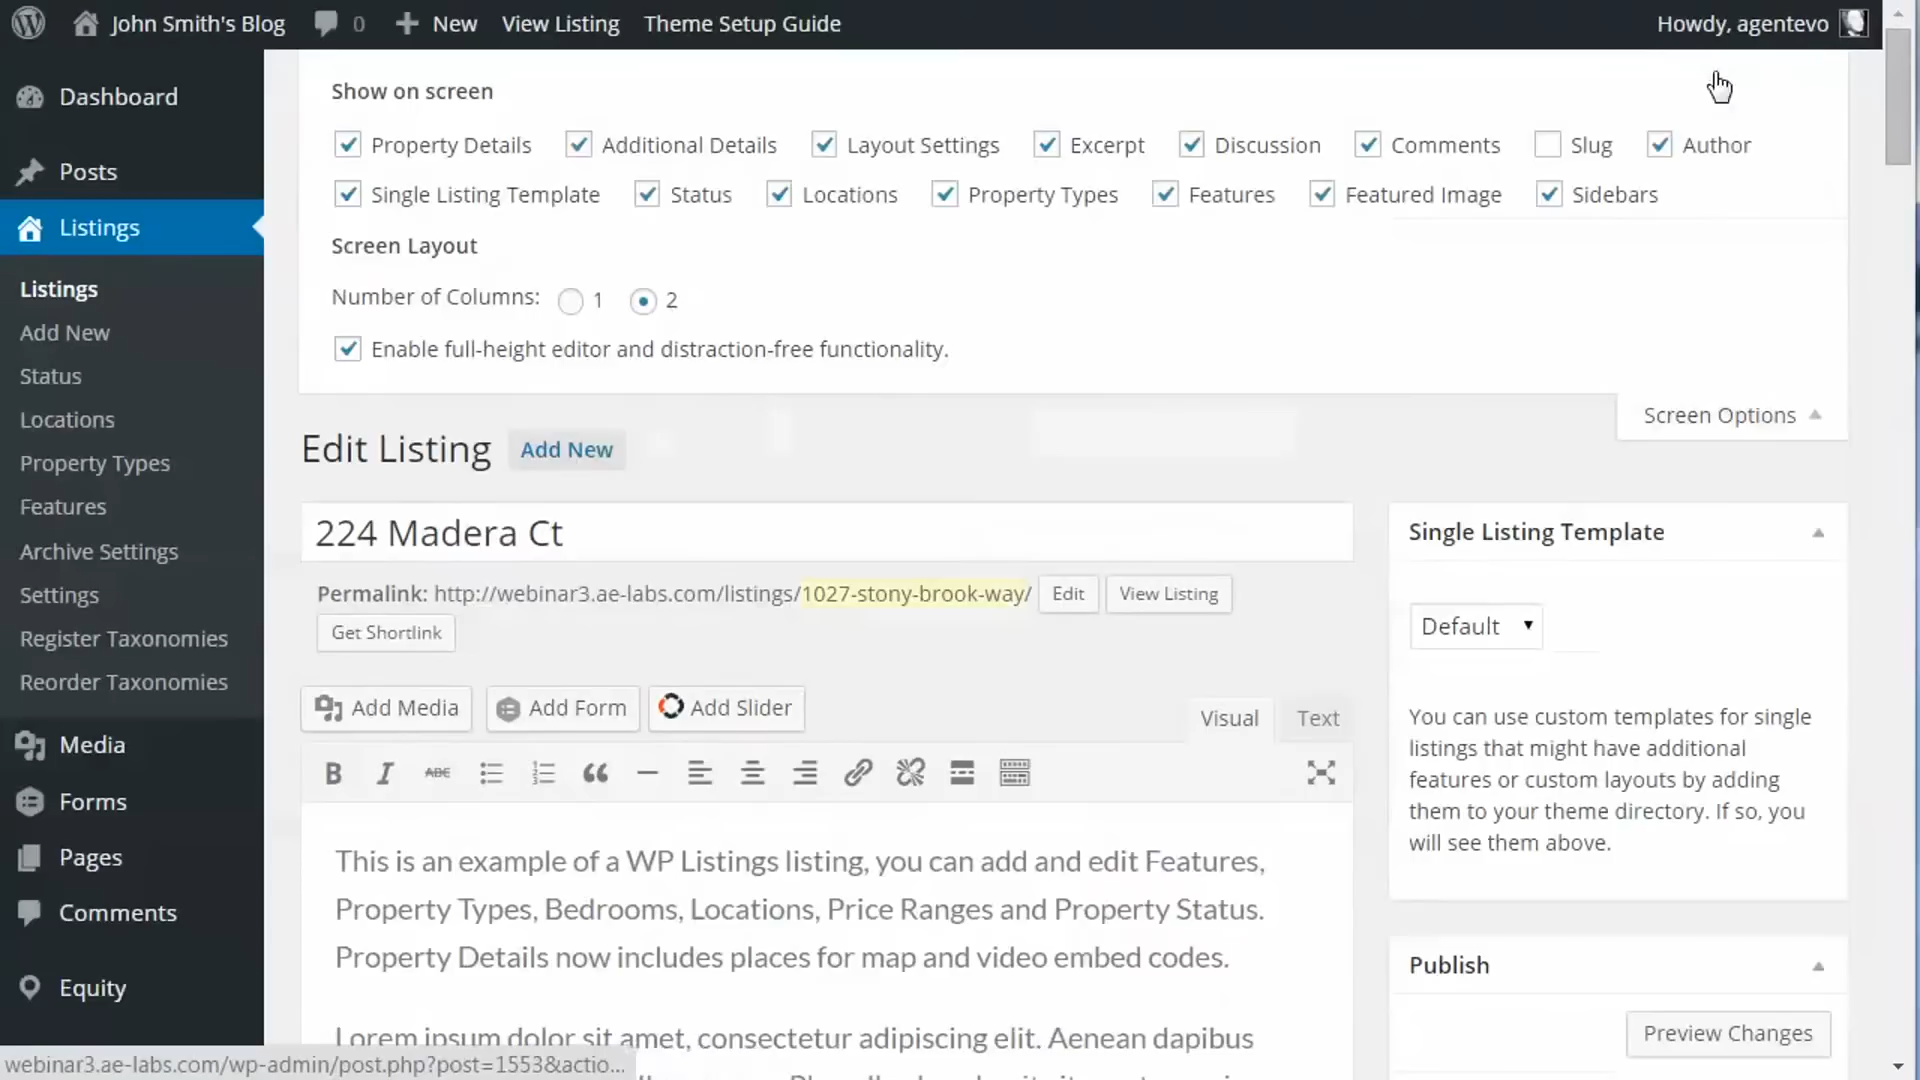 John Smith's Blog 0 New View Listing Theme Setup Guide Howdy, agentevo
Dashboard
Posts
Listings
Listings
Add New
Status
Locations
Property Types
Features
Archive Settings
Settings
Register Taxonomies
Reorder Taxonomies
Media
Forms
Pages
Comments
Equity
Show on screen
Property Details Additional Details Layout Settings Excerpt Discussion Comments Slug Author
Single Listing Template Status Locations Property Types Features Featured Image Sidebars
Screen Layout
Number of Columns: 1 2
Enable full-height editor and distraction-free functionality.
Screen Options
Edit Listing Add New
224 Madera Ct
Permalink: http://webinar3.ae-labs.com/listings/1027-stony-brook-way/ Edit View Listing
Get Shortlink
Add Media Add Form Add Slider
Visual Text
B I ABC
This is an example of a WP Listings listing, you can add and edit Features,
Property Types, Bedrooms, Locations, Price Ranges and Property Status.
Property Details now includes places for map and video embed codes.
Lorem ipsum dolor sit amet, consectetur adipiscing elit. Aenean dapibus
Single Listing Template
Default
You can use custom templates for single
listings that might have additional
features or custom layouts by adding
them to your theme directory. If so, you
will see them above.
Publish
Preview Changes
webinar3.ae-labs.com/wp-admin/post.php?post=1553&actio...